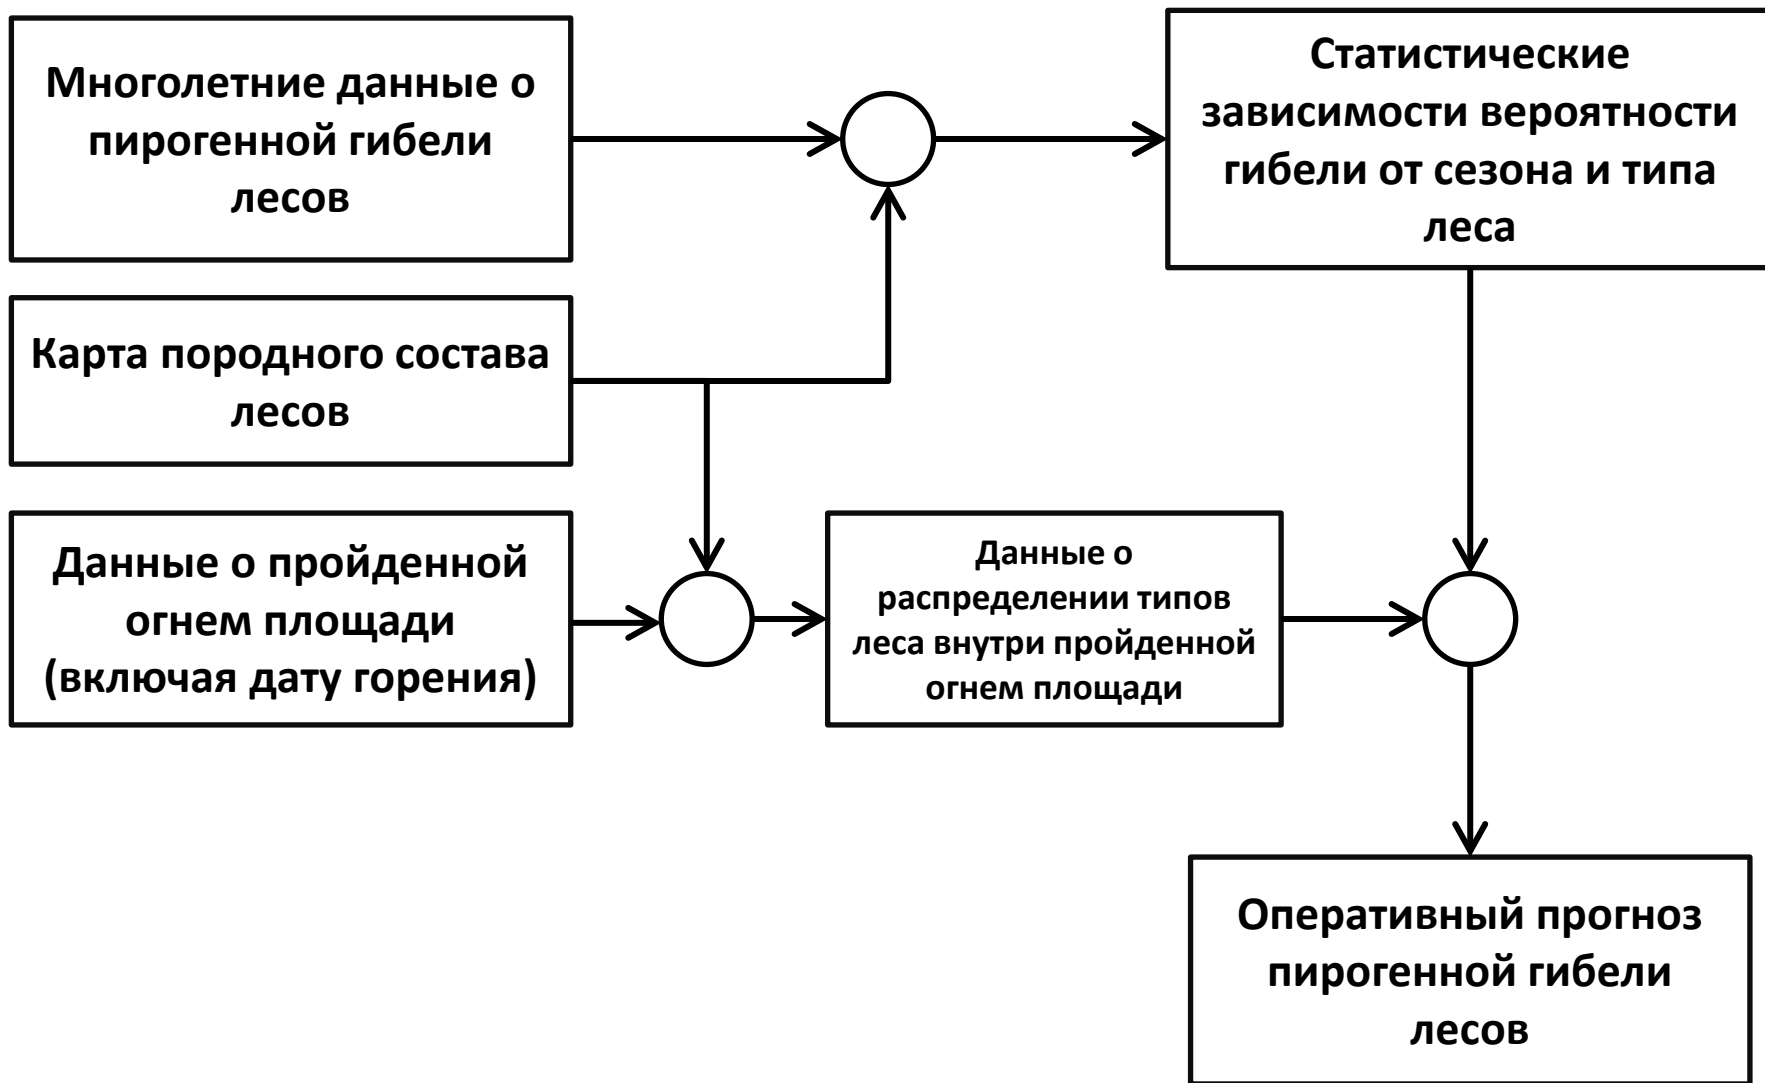 Многолетние данные о
пирогенной гибели
лесов
Статистические
зависимости вероятности
гибели от сезона и типа
леса
Карта породного состава
лесов
Данные о пройденной
огнем площади
(включая дату горения)
Данные о
распределении типов
леса внутри пройденной
огнем площади
Оперативный прогноз
пирогенной гибели
лесов